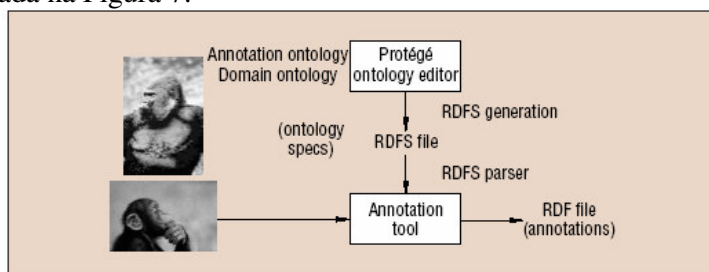 ada na Figura 7.
Annotation ontology
Domain ontology
Protégé
ontology editor
RDFS generation
(ontology
specs)
RDFS file
RDFS parser
Annotation
tool
RDF file
(annotations)